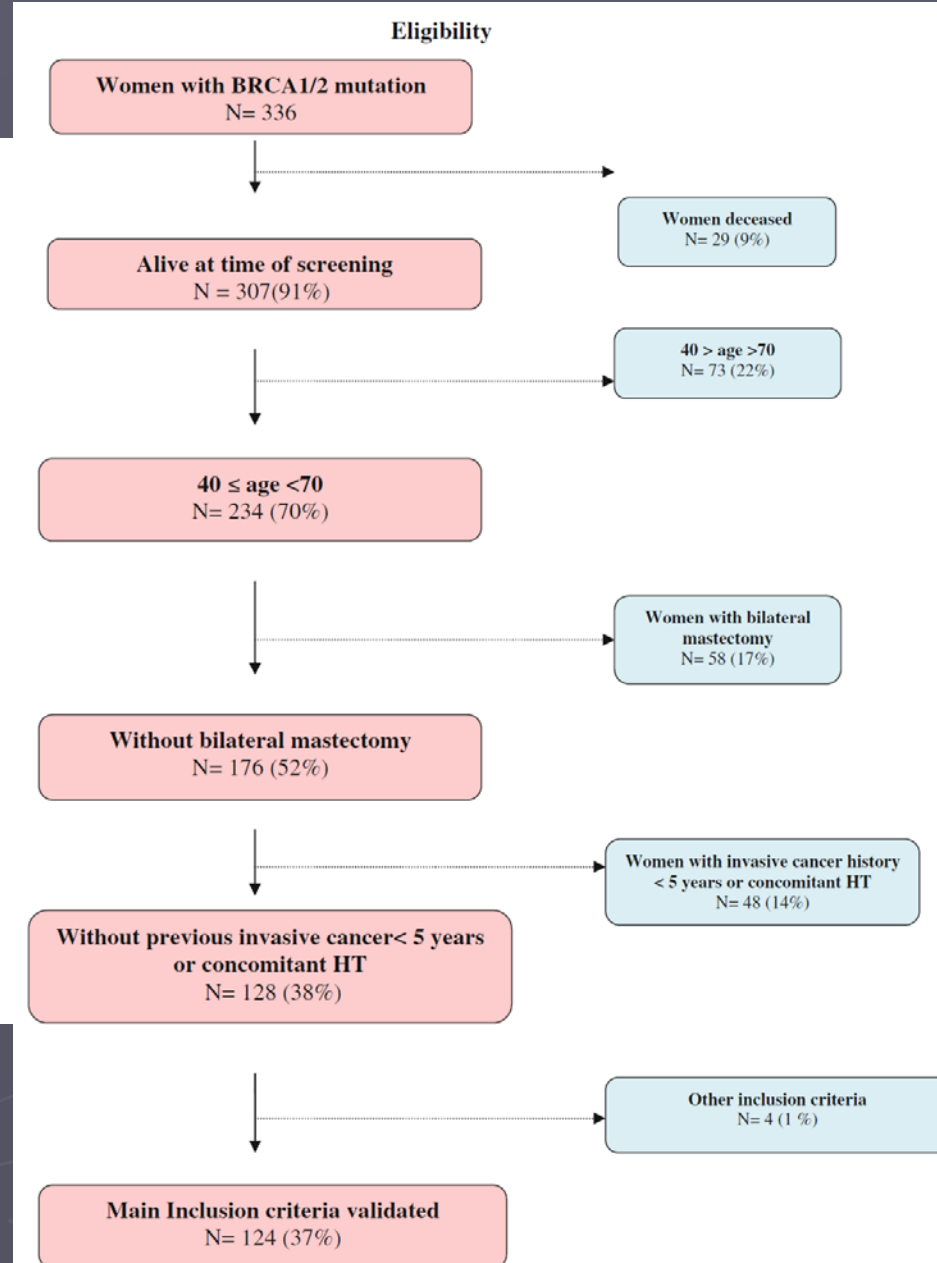 Eligibility
Women with BRCA1/2 mutation
N= 336
Women deceased
N= 29 (9%)
Alive at time of screening
N = 307(91%)
40 > age >70
N= 73 (22%)
40 ≤ age <70
N= 234 (70%)
Women with bilateral
mastectomy
N= 58 (17%)
Without bilateral mastectomy
N= 176 (52%)
Women with invasive cancer history
< 5 years or concomitant HT
N= 48 (14%)
Without previous invasive cancer< 5 years
or concomitant HT
N= 128 (38%)
Other inclusion criteria
N= 4 (1 %)
Main Inclusion criteria validated
N= 124 (37%)